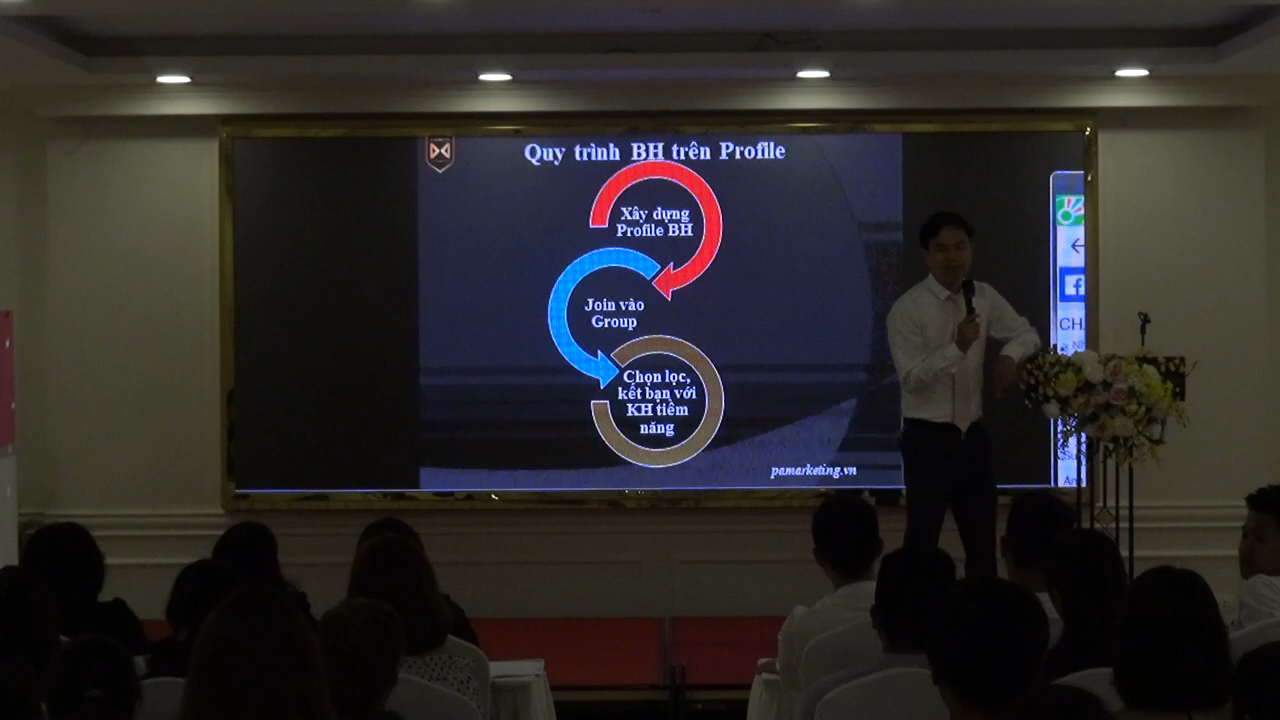 Quy trình BH trên Profile
Xây dựng
Profile BH
Join vào
Group
Chọn lọc,
kết bạn với
KH tiềm
năng
pamarketing.vn
f